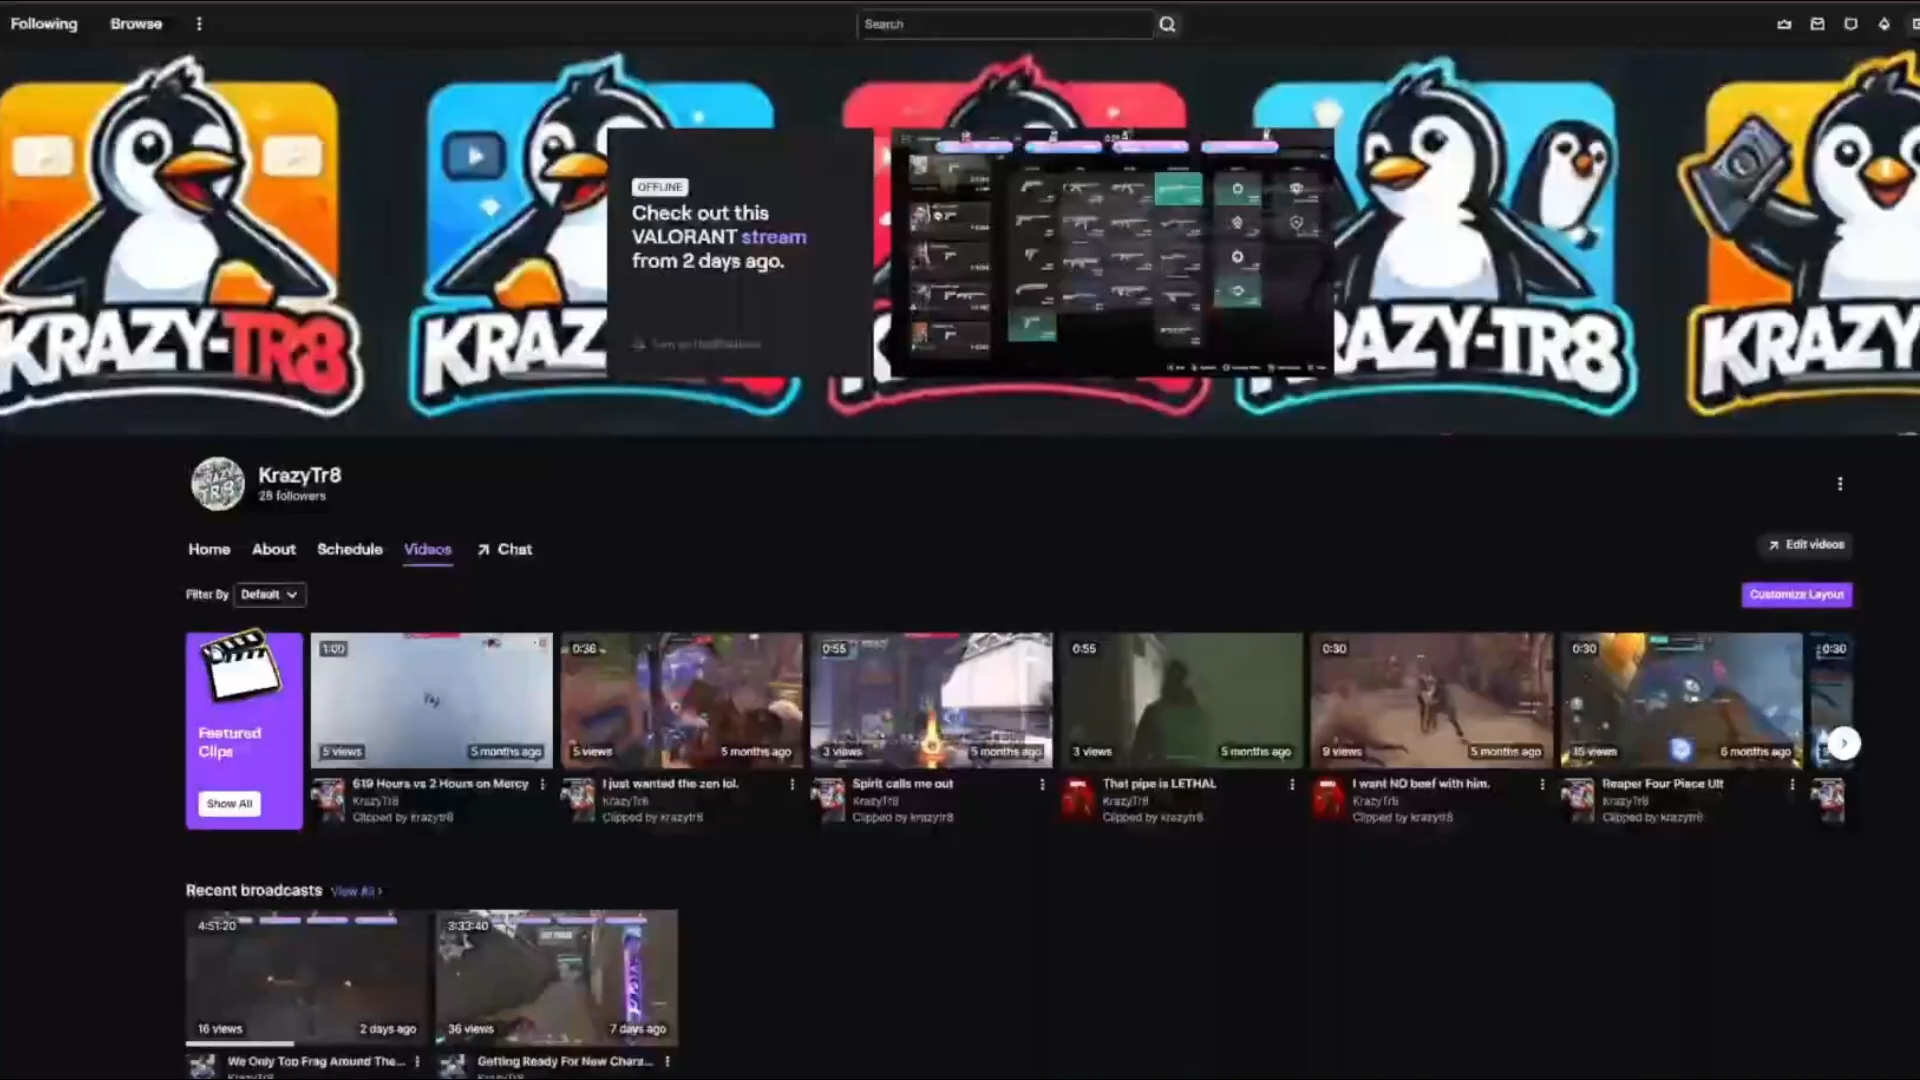 Following
Browse
Search
KRAZY-TR8
KRAZ
RAZY-TR8
KRAZY
OFFLINE
Check out this
VALORANT stream
from 2 days ago.
KrazyTr8
28 followers
Home
About
Schedule
Videos
Chat
Edit videos
Filter By
Default
Customize Layout
Featured
Clips
Show All
1:00
5 views
5 months ago
619 Hours vs 2 Hours on Mercy
KrazyTr8
Clipped by krazytr8
0:36
5 views
5 months ago
I just wanted the zen lol.
KrazyTr8
Clipped by krazytr8
0:55
3 views
5 months ago
Spirit calls me out
KrazyTr8
Clipped by krazytr8
0:55
3 views
5 months ago
That pipe is LETHAL
KrazyTr8
Clipped by krazytr8
0:30
9 views
5 months ago
I want NO beef with him.
KrazyTr8
Clipped by krazytr8
0:30
15 views
6 months ago
Reaper Four Piece Ult
KrazyTr8
Clipped by krazytr8
0:30
Recent broadcasts
View All
4:51:20
16 views
2 days ago
We Only Top Frag Around The...
KrazyTr8
3:33:40
36 views
7 days ago
Getting Ready For New Chara...
KrazyTr8